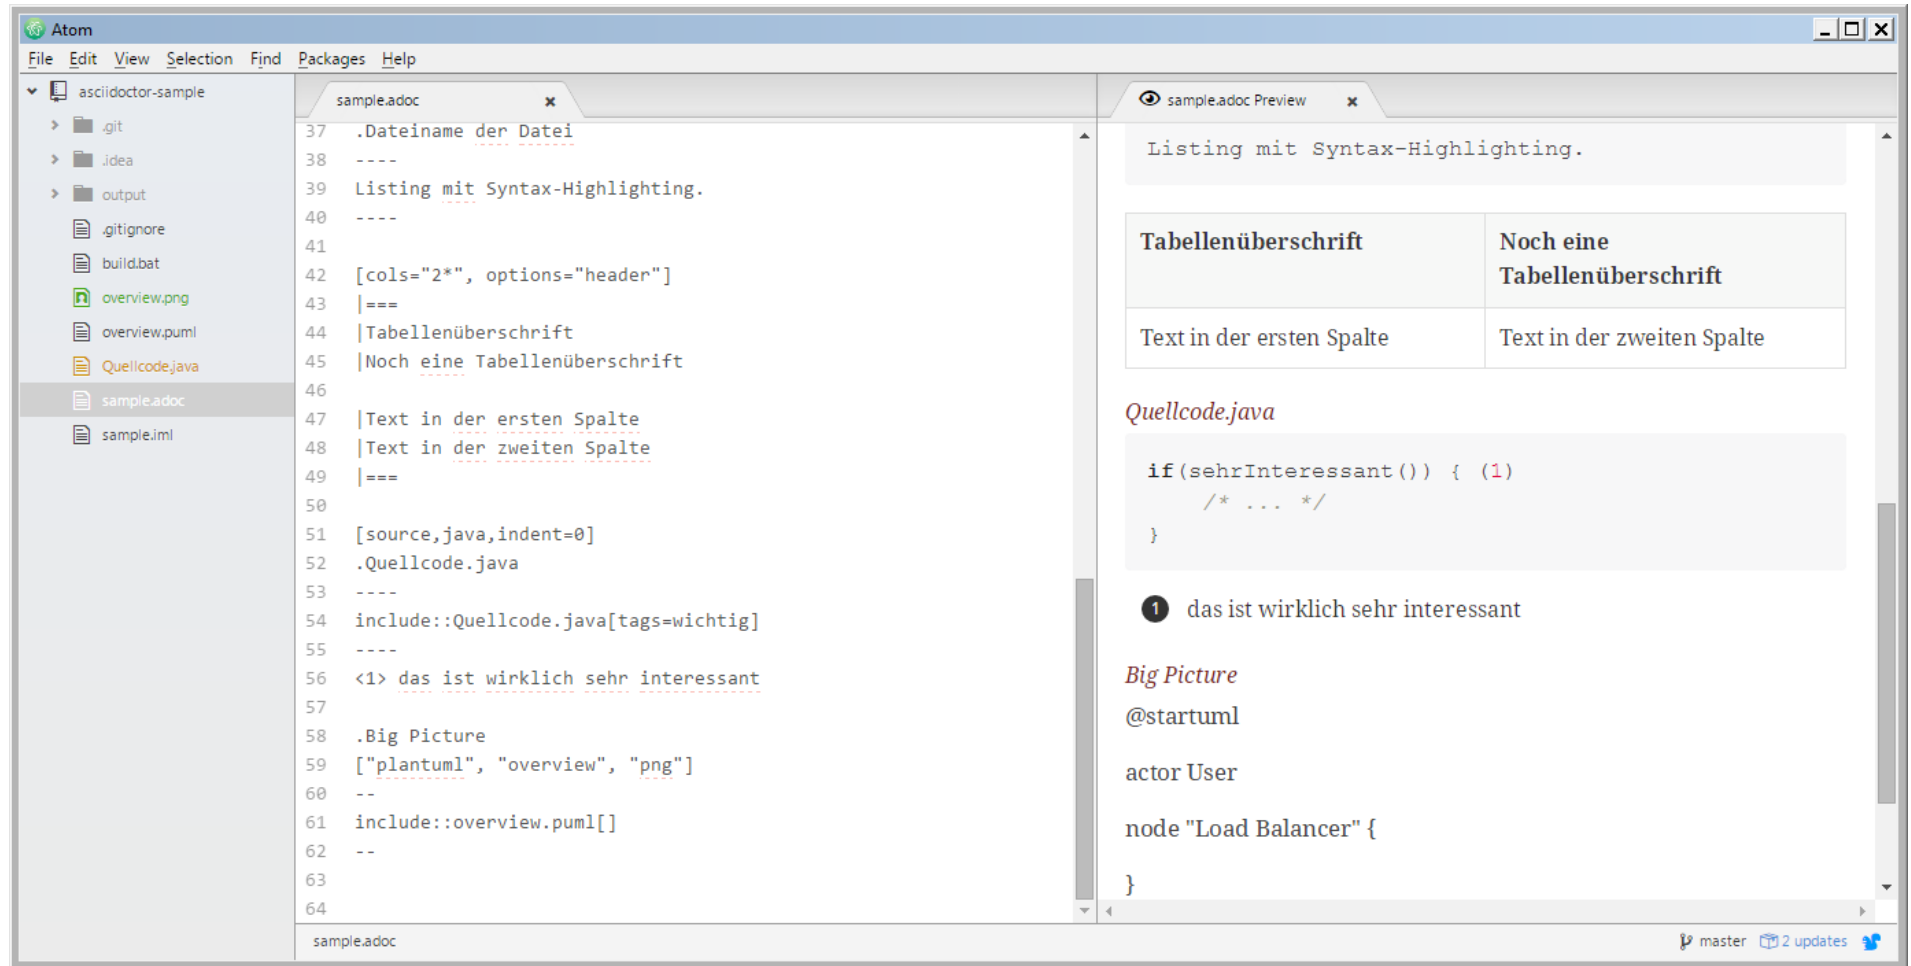 Atom
File Edit View Selection Find Packages Help
asciidoctor-sample
.git
.idea
output
.gitignore
build.bat
overview.png
overview.puml
Quellcode.java
sample.adoc
sample.iml
sample.adoc
37 .Dateiname der Datei
38 ----
39 Listing mit Syntax-Highlighting.
40 ----
41
42 [cols="2*", options="header"]
43 |===
44 |Tabellenüberschrift
45 |Noch eine Tabellenüberschrift
46
47 |Text in der ersten Spalte
48 |Text in der zweiten Spalte
49 |===
50
51 [source,java,indent=0]
52 .Quellcode.java
53 ----
54 include::Quellcode.java[tags=wichtig]
55 ----
56 <1> das ist wirklich sehr interessant
57
58 .Big Picture
59 ["plantuml", "overview", "png"]
60 --
61 include::overview.puml[]
62 --
63
64
sample.adoc Preview
Listing mit Syntax-Highlighting.
Tabellenüberschrift
Noch eine
Tabellenüberschrift
Text in der ersten Spalte
Text in der zweiten Spalte
Quellcode.java
if(sehrInteressant()) { (1)
/* ... */
}
1 das ist wirklich sehr interessant
Big Picture
@startuml
actor User
node "Load Balancer" {
}
sample.adoc
master 2 updates